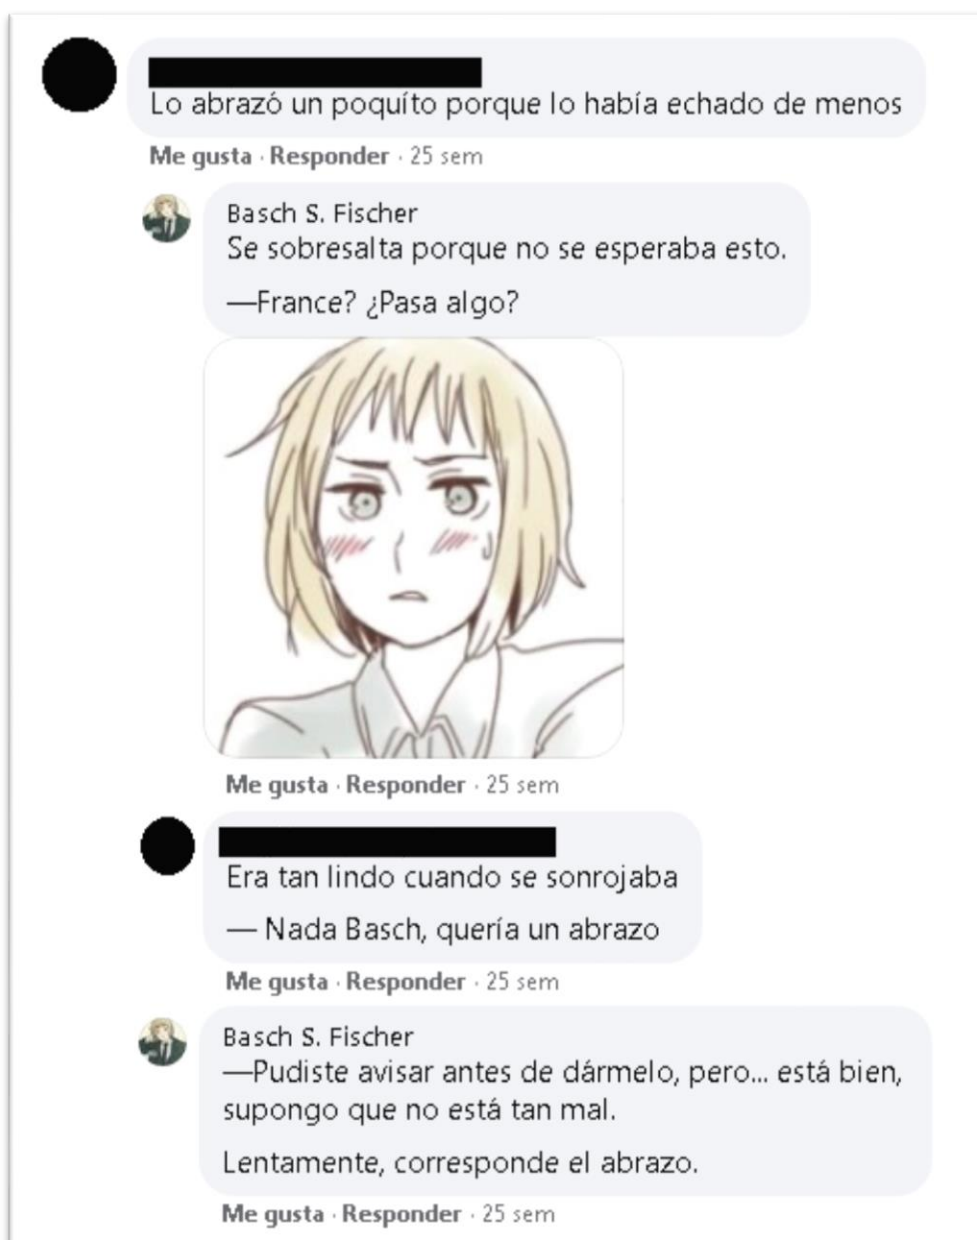 Lo abrazó un poquíto porque lo había echado de menos
Me gusta · Responder · 25 sem
Basch S. Fischer
Se sobresalta porque no se esperaba esto.
—France? ¿Pasa algo?
Me gusta · Responder · 25 sem
Era tan lindo cuando se sonrojaba
— Nada Basch, quería un abrazo
Me gusta · Responder · 25 sem
Basch S. Fischer
—Pudiste avisar antes de dármelo, pero... está bien,
supongo que no está tan mal.
Lentamente, corresponde el abrazo.
Me gusta · Responder · 25 sem